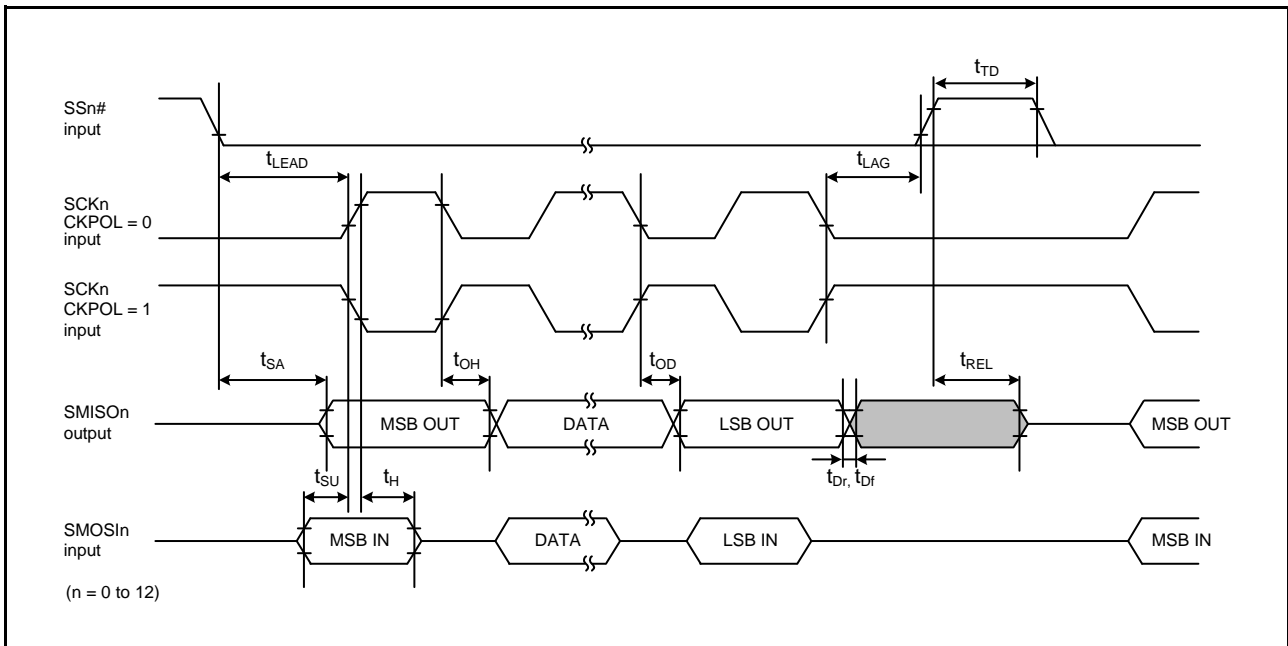 t_TD
SSn#
input
t_LEAD
t_LAG
SCKn
CKPOL = 0
input
SCKn
CKPOL = 1
input
t_SA
t_OH
t_OD
t_REL
SMISOn
output
MSB OUT
DATA
LSB OUT
MSB OUT
t_SU
t_H
t_Dr, t_Df
SMOSIn
input
MSB IN
DATA
LSB IN
MSB IN
(n = 0 to 12)